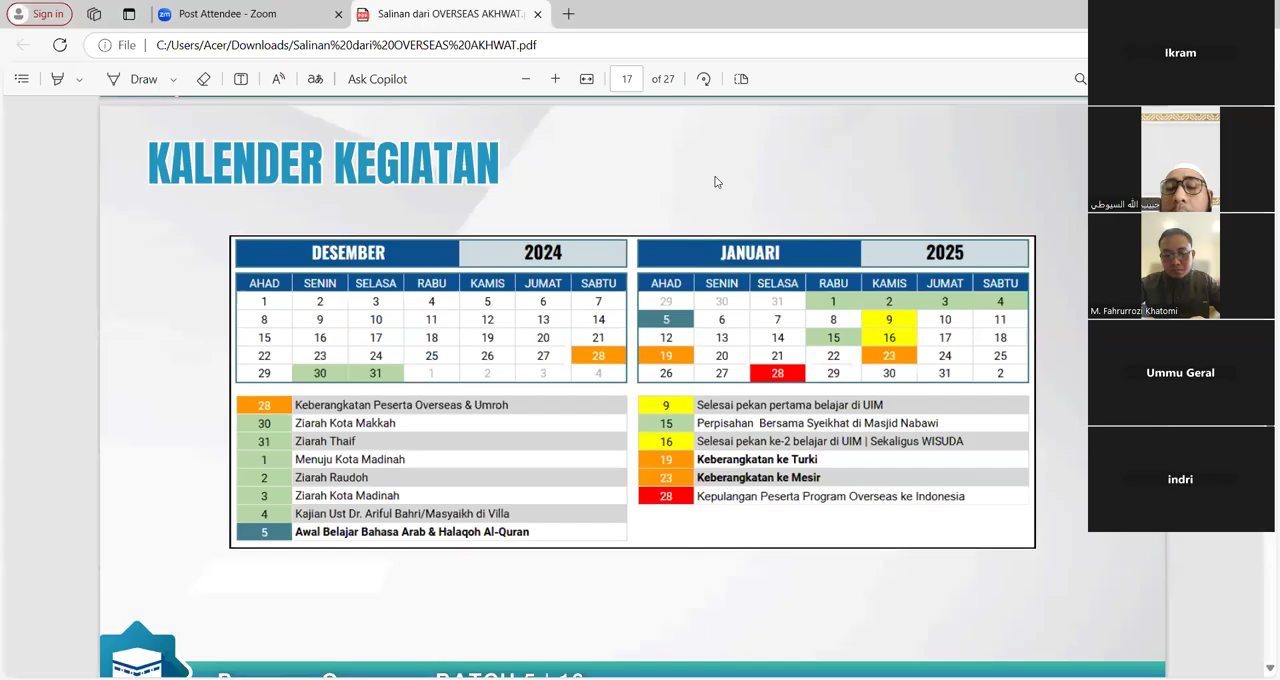 Sign in
Post Attendee - Zoom
Salinan dari OVERSEAS AKHWAT.
File
C:/Users/Acer/Downloads/Salinan%20dari%20OVERSEAS%20AKHWAT.pdf
Draw
Ask Copilot
17 of 27
KALENDER KEGIATAN
DESEMBER 2024
AHAD SENIN SELASA RABU KAMIS JUMAT SABTU
1 2 3 4 5 6 7
8 9 10 11 12 13 14
15 16 17 18 19 20 21
22 23 24 25 26 27 28
29 30 31 1 2 3 4
28 Keberangkatan Peserta Overseas & Umroh
30 Ziarah Kota Makkah
31 Ziarah Thaif
1 Menuju Kota Madinah
2 Ziarah Raudoh
3 Ziarah Kota Madinah
4 Kajian Ust Dr. Ariful Bahri/Masyaikh di Villa
5 Awal Belajar Bahasa Arab & Halaqoh Al-Quran
JANUARI 2025
AHAD SENIN SELASA RABU KAMIS JUMAT SABTU
29 30 31 1 2 3 4
5 6 7 8 9 10 11
12 13 14 15 16 17 18
19 20 21 22 23 24 25
26 27 28 29 30 31 2
9 Selesai pekan pertama belajar di UIM
15 Perpisahan Bersama Syeikhat di Masjid Nabawi
16 Selesai pekan ke-2 belajar di UIM | Sekaligus WISUDA
19 Keberangkatan ke Turki
23 Keberangkatan ke Mesir
28 Kepulangan Peserta Program Overseas ke Indonesia
Ikram
حبيب الله السيوطي
M. Fahrurrozi Khatomi
Ummu Geral
indri